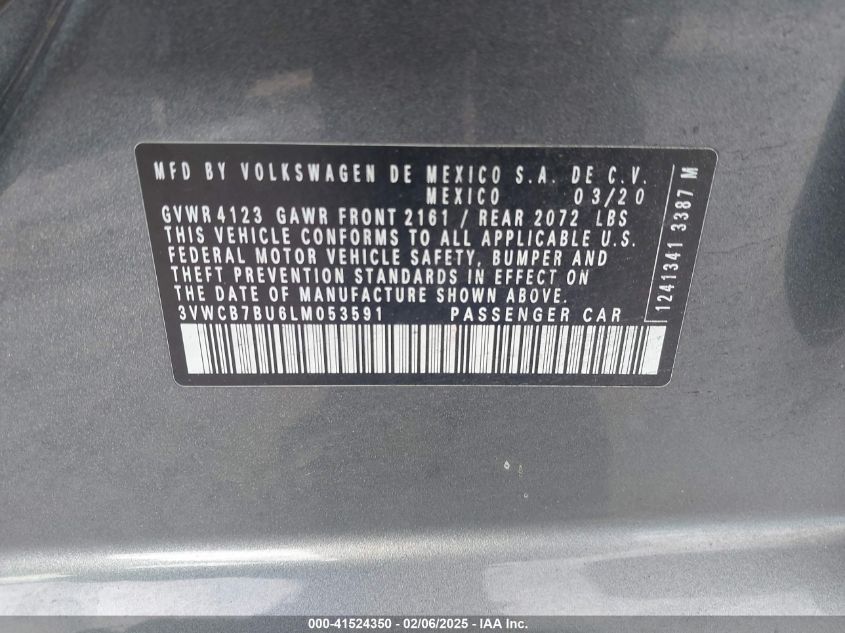 MFD BY VOLKSWAGEN DE MEXICO S.A. DE C.V.
MEXICO 03/20
GVWR 4123 GAWR FRONT 2161 / REAR 2072 LBS
THIS VEHICLE CONFORMS TO ALL APPLICABLE U.S.
FEDERAL MOTOR VEHICLE SAFETY, BUMPER AND
THEFT PREVENTION STANDARDS IN EFFECT ON
THE DATE OF MANUFACTURE SHOWN ABOVE.
3VWCB7BU6LM053591 PASSENGER CAR
1241341 3387 M
000-41524350 - 02/06/2025 - IAA Inc.